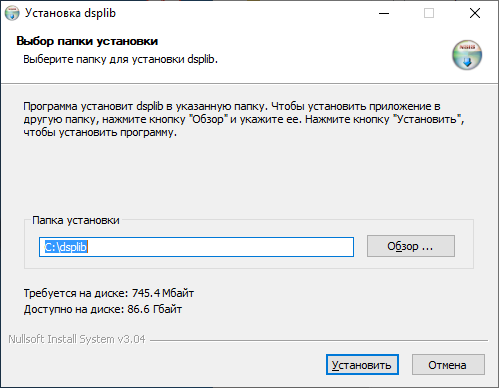 Установка dsplib
Выбор папки установки
Выберите папку для установки dsplib.
Программа установит dsplib в указанную папку. Чтобы установить приложение в
другую папку, нажмите кнопку "Обзор" и укажите ее. Нажмите кнопку "Установить",
чтобы установить программу.
Папка установки
C:\dsplib
Обзор ...
Требуется на диске: 745.4 Мбайт
Доступно на диске: 86.6 Гбайт
Nullsoft Install System v3.04
Установить
Отмена